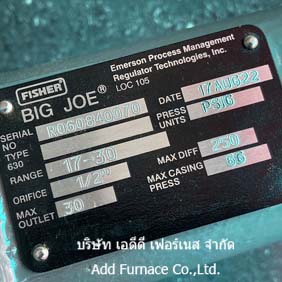 FISHER
BIG JOE®
Emerson Process Management
Regulator Technologies, Inc.
LOC 105
SERIAL NO R060840070
DATE 17AUG22
TYPE 630
PRESS UNITS PSIG
RANGE 17-30
ORIFICE 1/2"
MAX DIFF 250
MAX OUTLET 30
MAX CASING PRESS 66
บริษัท เอดีดี เฟอร์เนส จำกัด
Add Furnace Co.,Ltd.